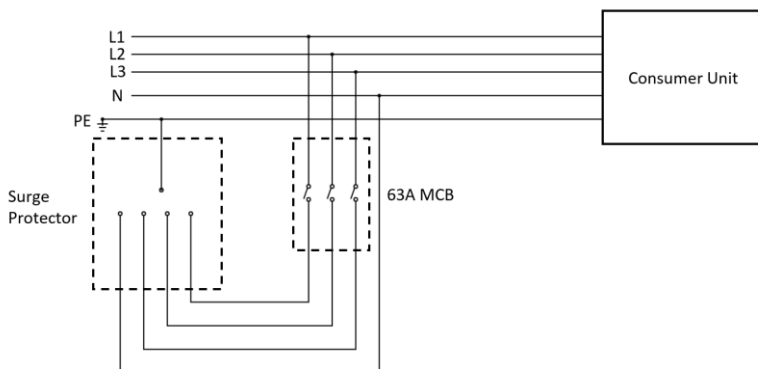 L1
L2
L3
N
PE
Consumer Unit
Surge
Protector
63A MCB